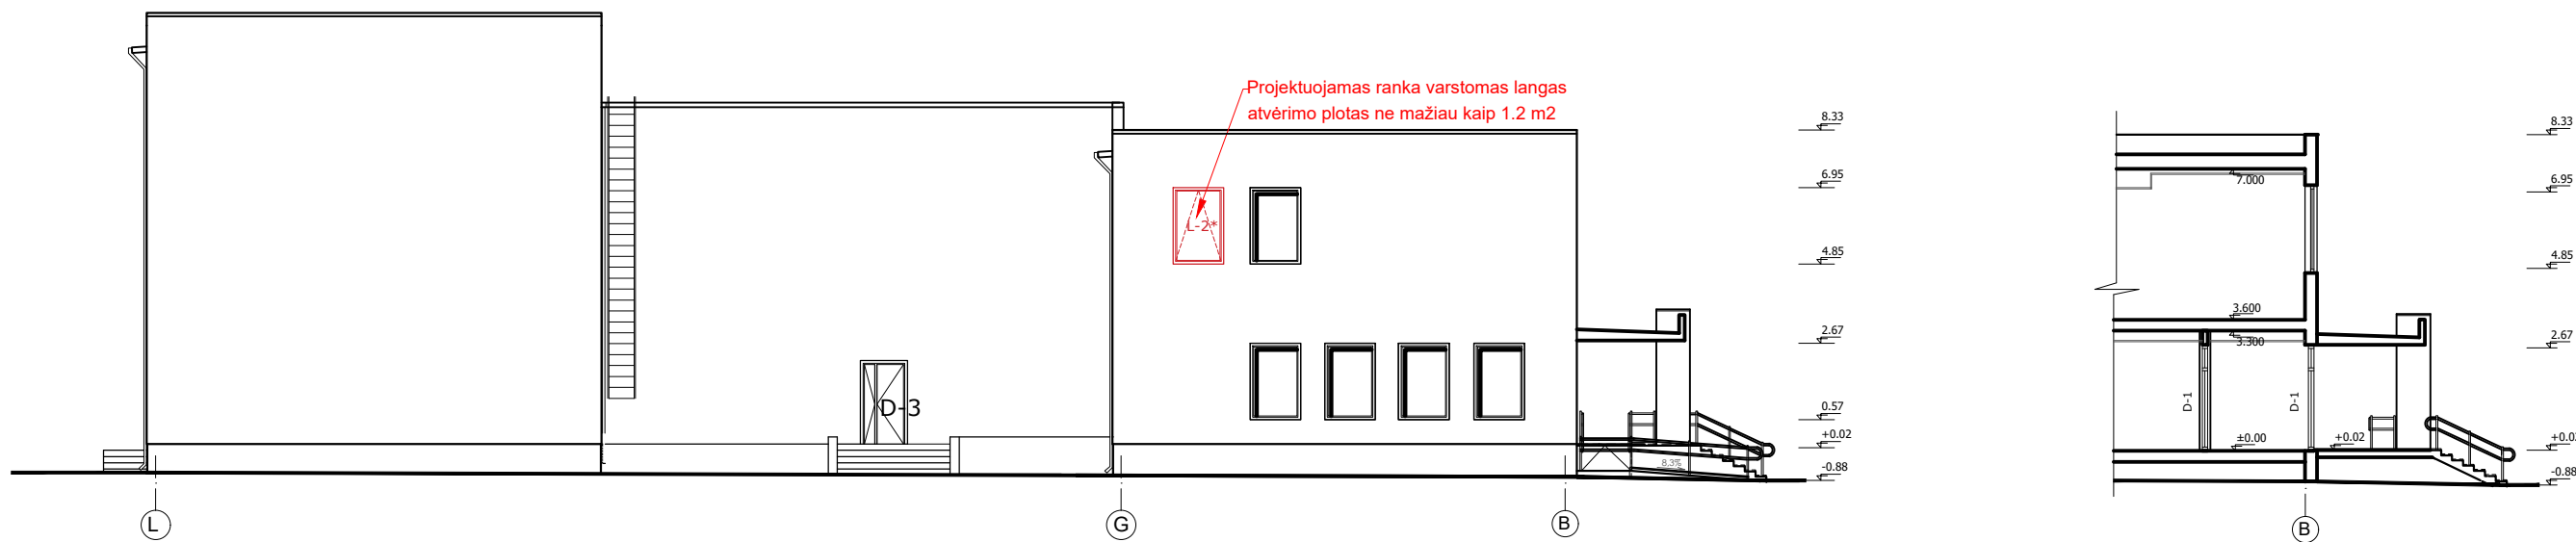 Projektuojamas ranka varstomas langas
atvėrimo plotas ne mažiau kaip 1.2 m2
L-2*
D-3
8.33
6.95
4.85
2.67
0.57
+0.02
-0.88
8.3%
L
G
B
7.000
3.600
3.300
D-1
D-1
±0.00
+0.02
8.33
6.95
4.85
2.67
-0.88
B